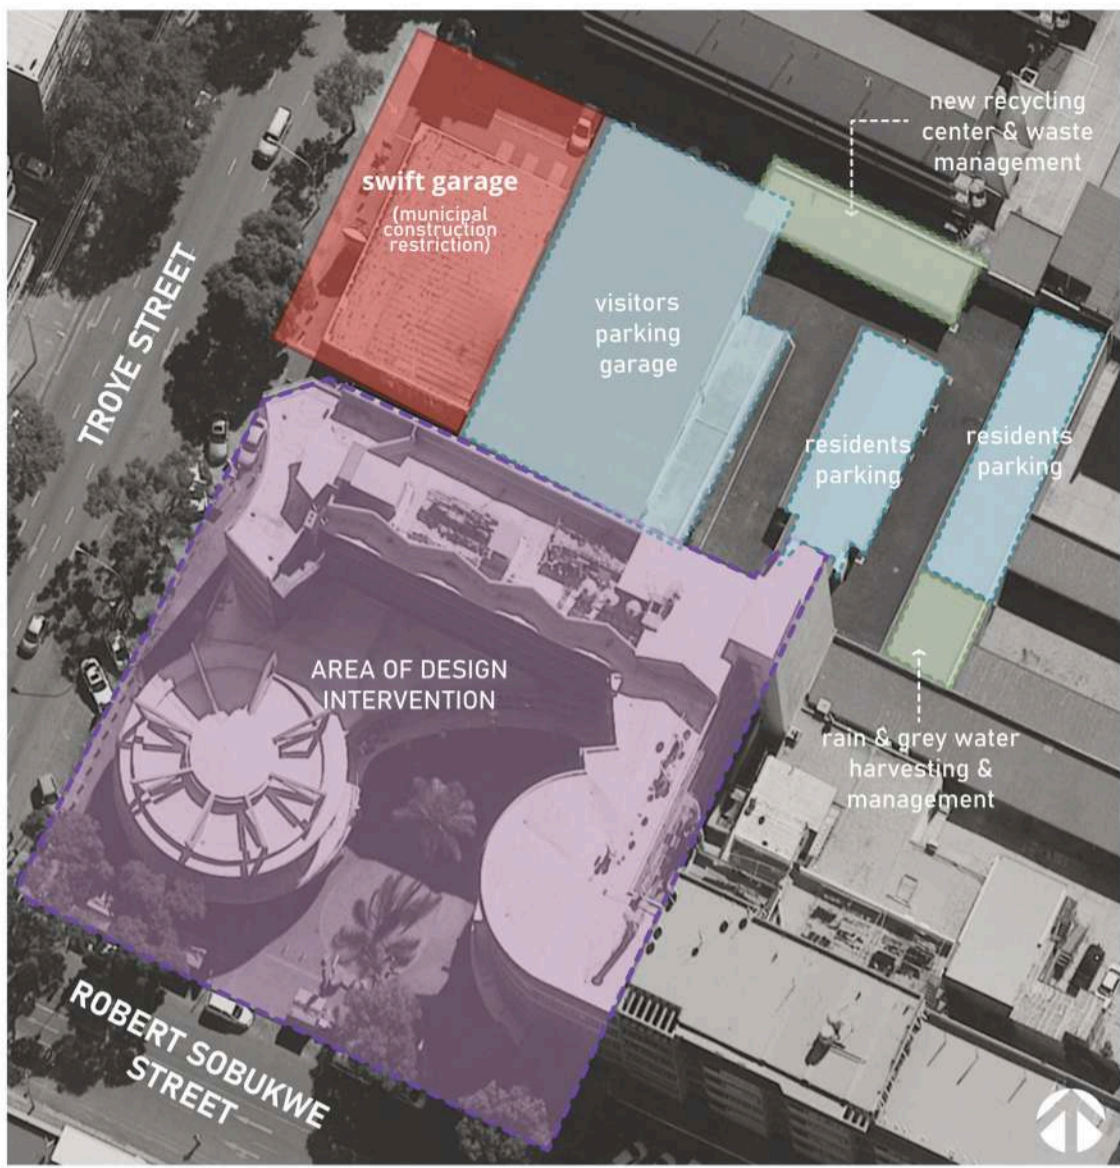 new recycling
center & waste
management
swift garage
(municipal
construction
restriction)
visitors
parking
garage
TROYE STREET
residents
parking
residents
parking
AREA OF DESIGN
INTERVENTION
rain & grey water
harvesting &
management
ROBERT SOBUKWE
STREET